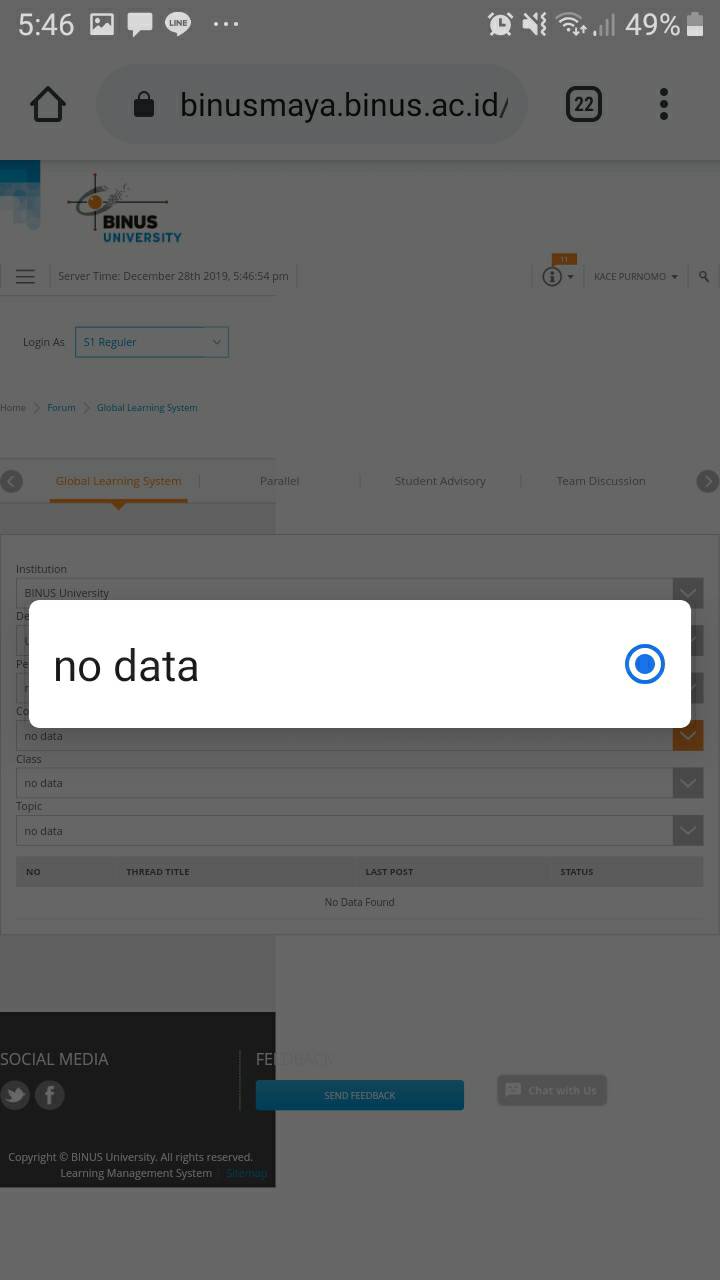 5:46
LINE
49%
binusmaya.binus.ac.id/
22
BINUS
UNIVERSITY
Server Time: December 28th 2019, 5:46:54 pm
11
KACE PURNOMO
Login As
S1 Reguler
Home
Forum
Global Learning System
Global Learning System
Parallel
Student Advisory
Team Discussion
Institution
BINUS University
De
Pe
no data
Co
no data
Class
no data
Topic
no data
NO THREAD TITLE LAST POST STATUS
No Data Found
SOCIAL MEDIA
FEEDBACK
SEND FEEDBACK
Chat with Us
Copyright © BINUS University. All rights reserved.
Learning Management System
Sitemap